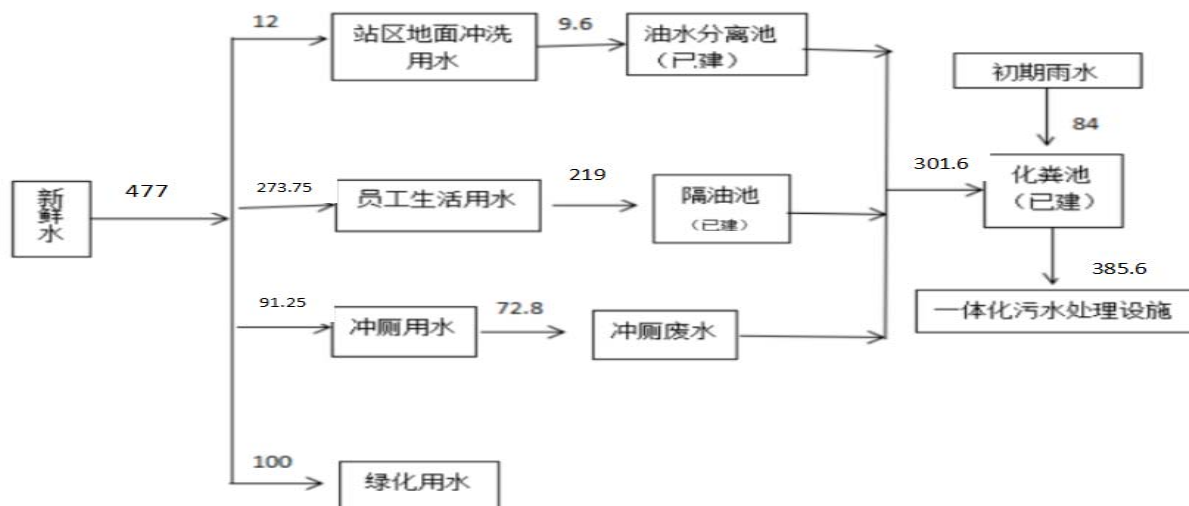 12
站区地面冲洗
用水
9.6
油水分离池
（已建）
初期雨水
84
新
鲜
水
477
273.75
员工生活用水
219
隔油池
（已建）
301.6
化粪池
（已建）
385.6
一体化污水处理设施
91.25
冲厕用水
72.8
冲厕废水
100
绿化用水